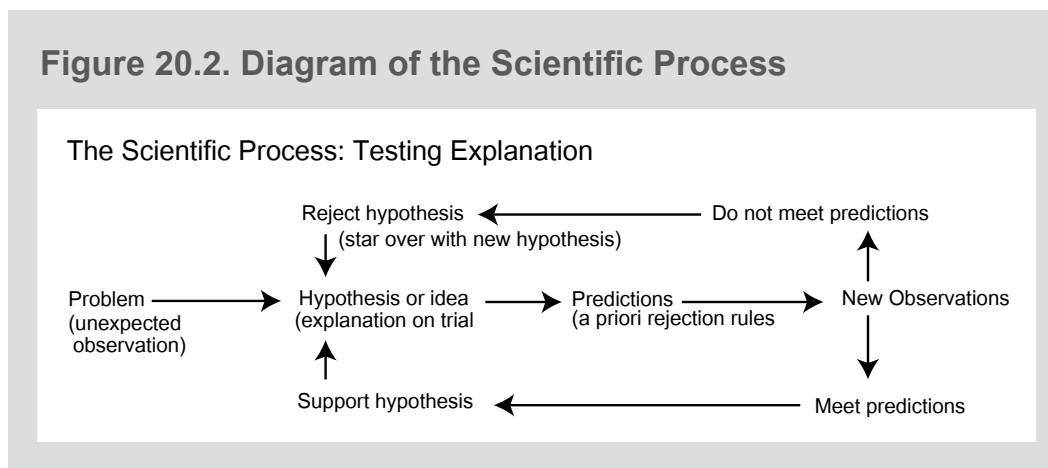 Figure 20.2. Diagram of the Scientific Process
The Scientific Process: Testing Explanation
Reject hypothesis
Do not meet predictions
(star over with new hypothesis)
Problem
(unexpected
observation)
Hypothesis or idea
(explanation on trial
Predictions
(a priori rejection rules
New Observations
Support hypothesis
Meet predictions